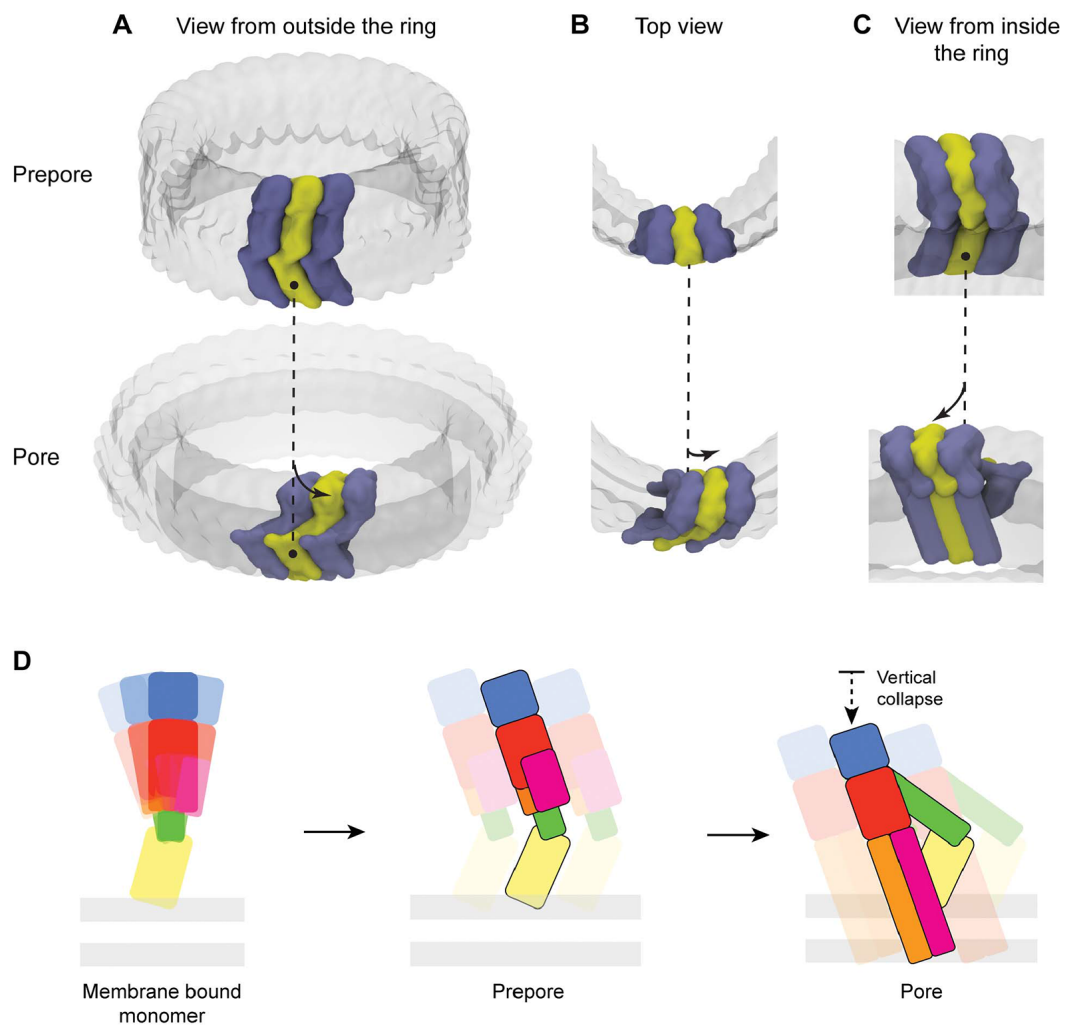 A
View from outside the ring
B
Top view
C
View from inside
the ring
Prepore
Pore
D
Vertical
collapse
Membrane bound
monomer
Prepore
Pore